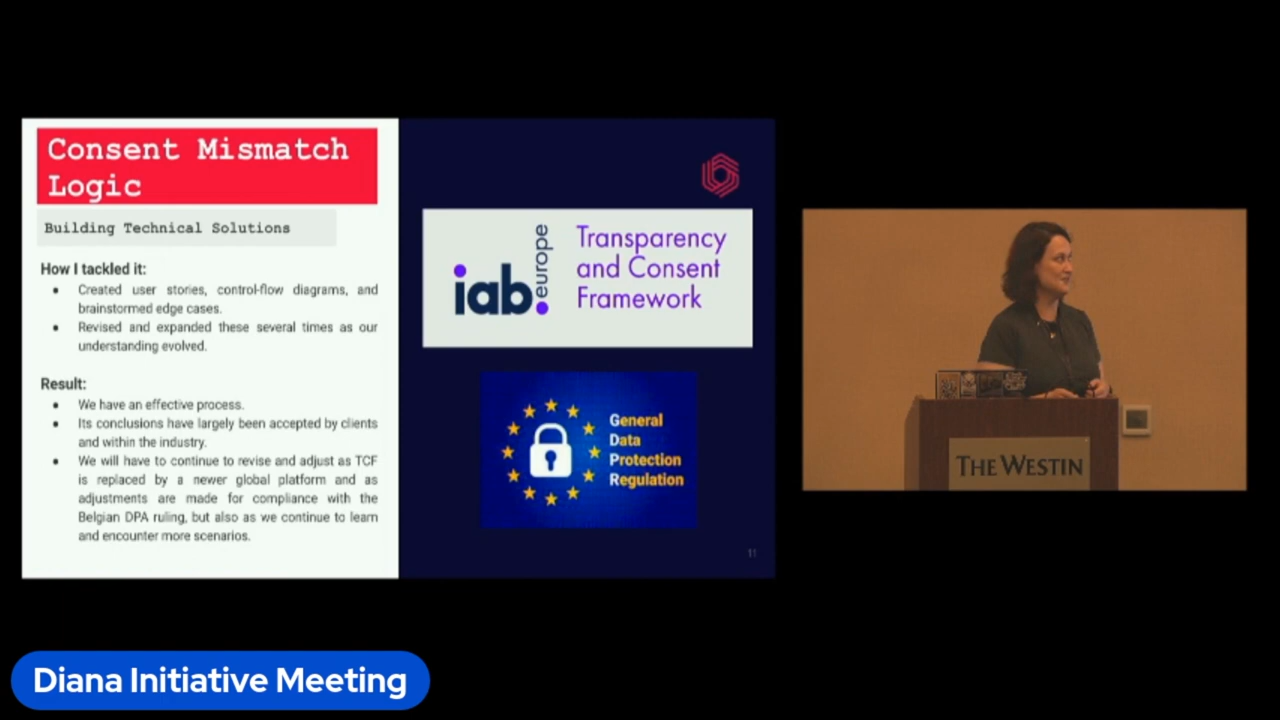 Consent Mismatch
Logic
Building Technical Solutions
How I tackled it:
• Created user stories, control-flow diagrams, and
brainstormed edge cases.
• Revised and expanded these several times as our
understanding evolved.
Result:
• We have an effective process.
• Its conclusions have largely been accepted by clients
and within the industry.
• We will have to continue to revise and adjust as TCF
is replaced by a newer global platform and as
adjustments are made for compliance with the
Belgian DPA ruling, but also as we continue to learn
and encounter more scenarios.
iab europe
Transparency
and Consent
Framework
General
Data
Protection
Regulation
11
THE WESTIN
Diana Initiative Meeting